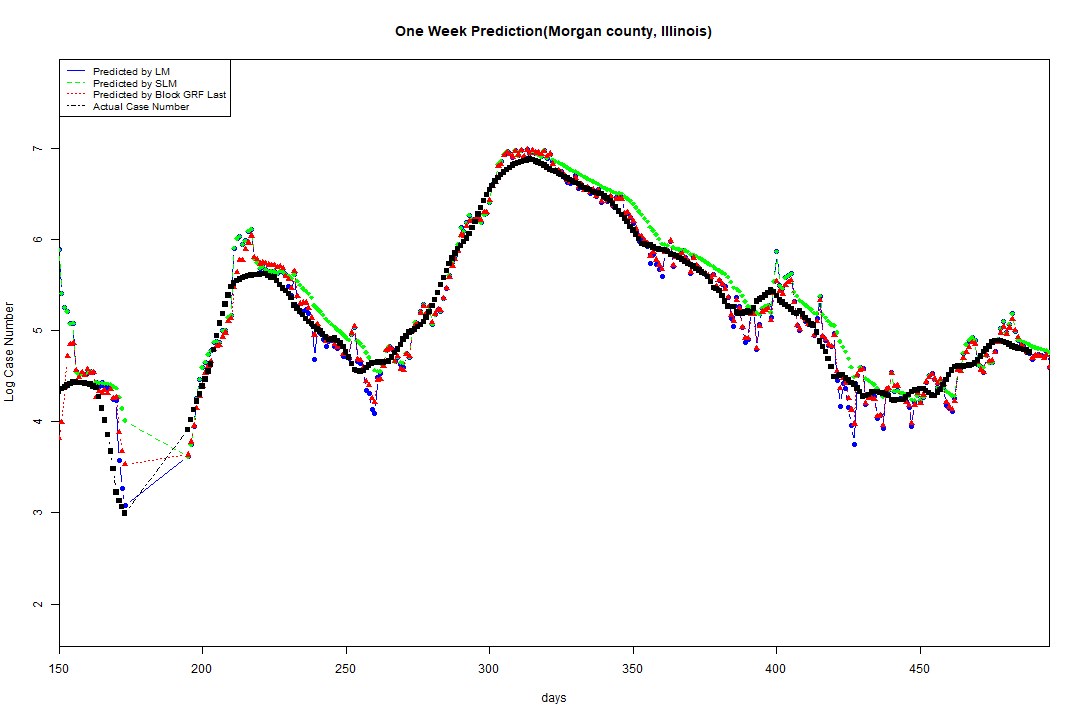 One Week Prediction(Morgan county, Illinois)
Predicted by LM
Predicted by SLM
Predicted by Block GRF Last
Actual Case Number
Log Case Number
7
6
5
4
3
2
150 200 250 300 350 400 450
days